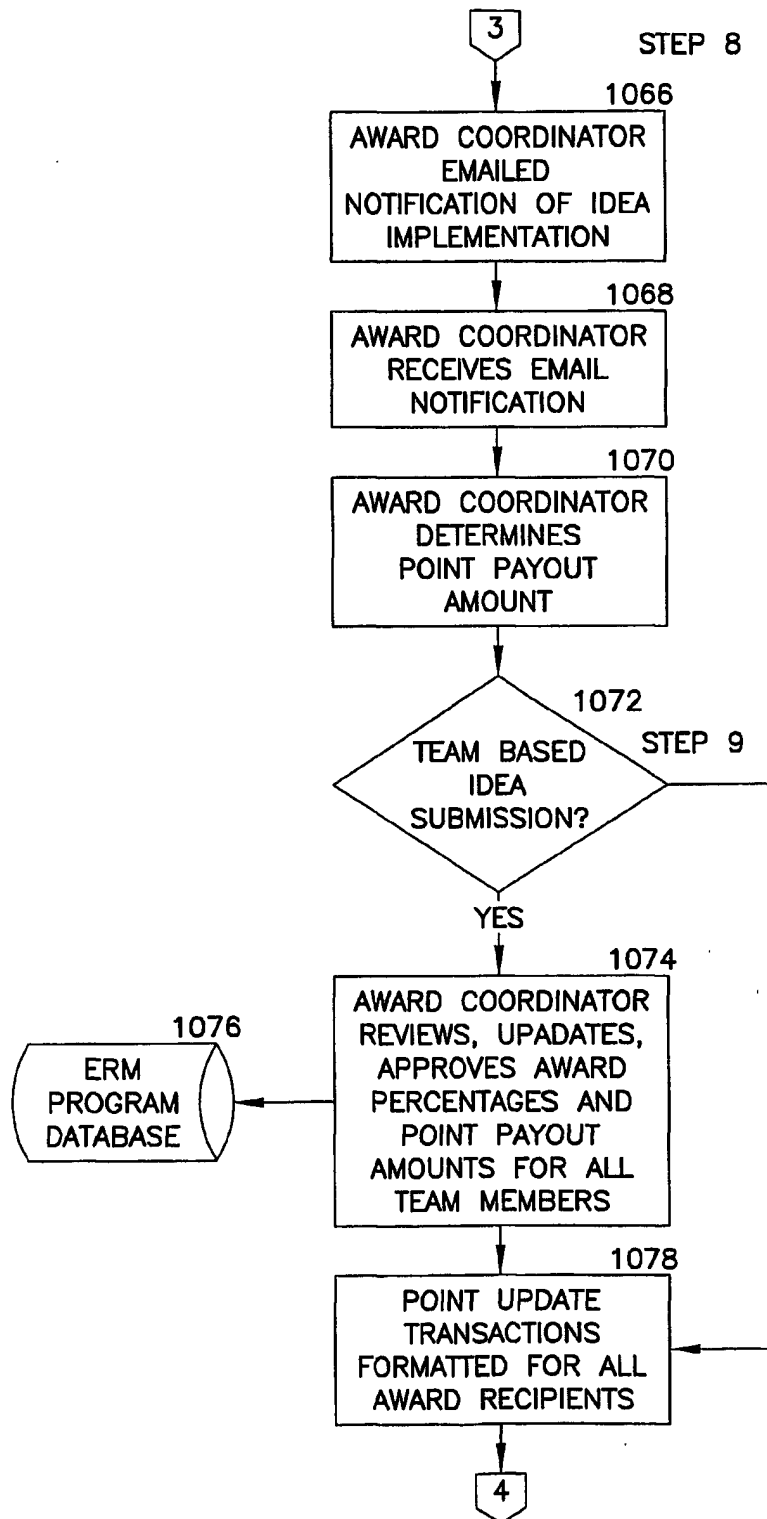 3
STEP 8
1066
AWARD COORDINATOR
EMAILED
NOTIFICATION OF IDEA
IMPLEMENTATION
1068
AWARD COORDINATOR
RECEIVES EMAIL
NOTIFICATION
1070
AWARD COORDINATOR
DETERMINES
POINT PAYOUT
AMOUNT
1072
STEP 9
TEAM BASED
IDEA
SUBMISSION?
YES
1074
AWARD COORDINATOR
REVIEWS, UPADATES,
APPROVES AWARD
PERCENTAGES AND
POINT PAYOUT
AMOUNTS FOR ALL
TEAM MEMBERS
1076
ERM
PROGRAM
DATABASE
1078
POINT UPDATE
TRANSACTIONS
FORMATTED FOR ALL
AWARD RECIPIENTS
4